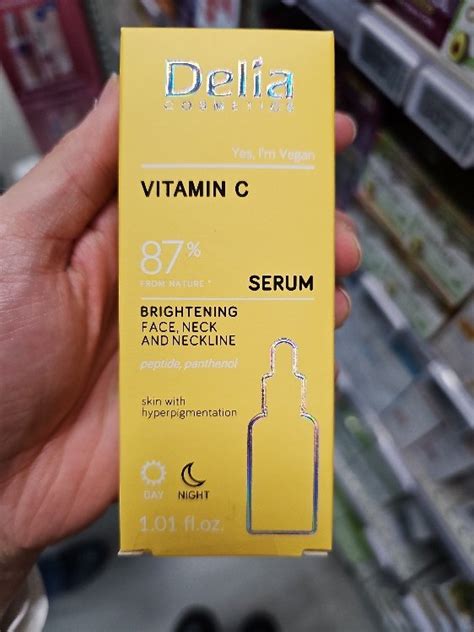 Delia
COSMETICS
Yes, I'm Vegan
VITAMIN C
87%
FROM NATURE *
SERUM
BRIGHTENING
FACE, NECK
AND NECKLINE
peptide, panthenol
skin with
hyperpigmentation
DAY NIGHT
1.01 fl.oz.